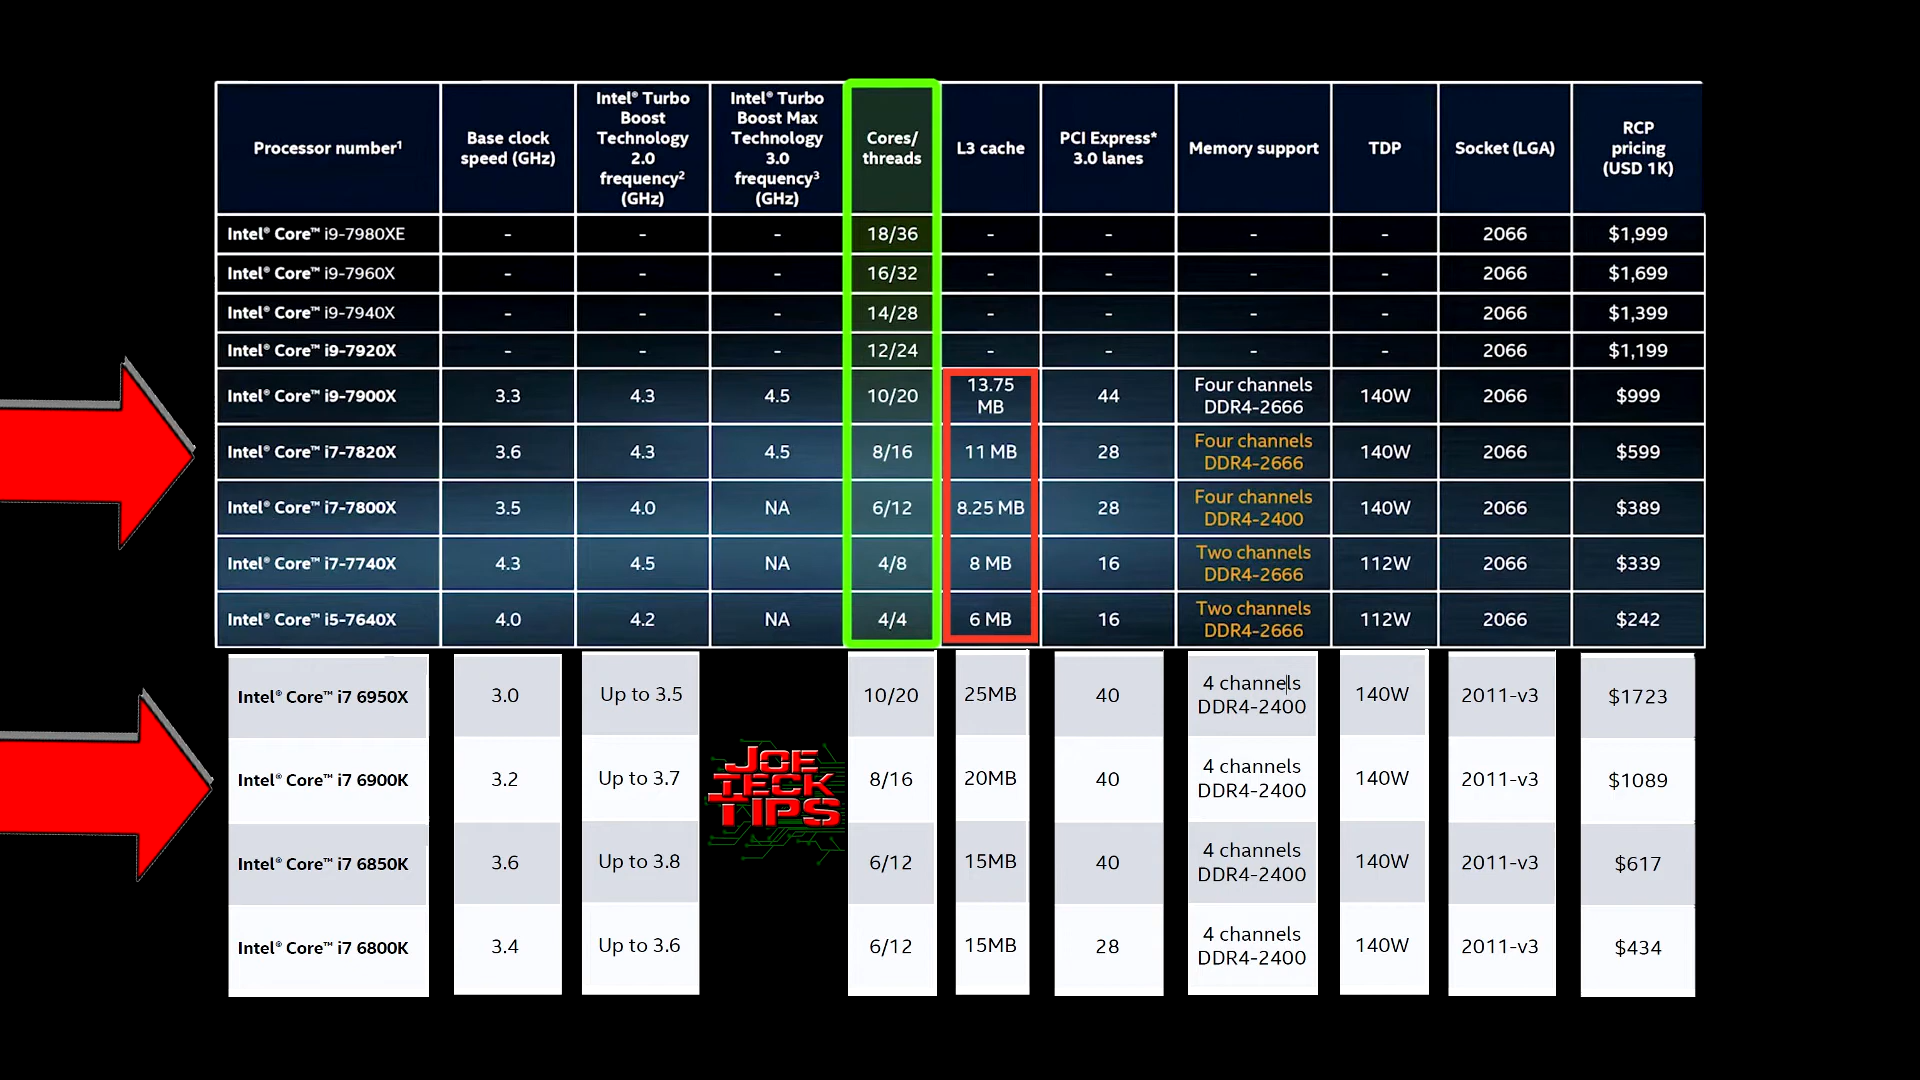 Processor number¹
Base clock speed (GHz)
Intel® Turbo Boost Technology 2.0 frequency² (GHz)
Intel® Turbo Boost Max Technology 3.0 frequency³ (GHz)
Cores/ threads
L3 cache
PCI Express* 3.0 lanes
Memory support
TDP
Socket (LGA)
RCP pricing (USD 1K)
Intel® Core™ i9-7980XE - - - 18/36 - - - - 2066 $1,999
Intel® Core™ i9-7960X - - - 16/32 - - - - 2066 $1,699
Intel® Core™ i9-7940X - - - 14/28 - - - - 2066 $1,399
Intel® Core™ i9-7920X - - - 12/24 - - - - 2066 $1,199
Intel® Core™ i9-7900X 3.3 4.3 4.5 10/20 13.75 MB 44 Four channels DDR4-2666 140W 2066 $999
Intel® Core™ i7-7820X 3.6 4.3 4.5 8/16 11 MB 28 Four channels DDR4-2666 140W 2066 $599
Intel® Core™ i7-7800X 3.5 4.0 NA 6/12 8.25 MB 28 Four channels DDR4-2400 140W 2066 $389
Intel® Core™ i7-7740X 4.3 4.5 NA 4/8 8 MB 16 Two channels DDR4-2666 112W 2066 $339
Intel® Core™ i5-7640X 4.0 4.2 NA 4/4 6 MB 16 Two channels DDR4-2666 112W 2066 $242
Intel® Core™ i7 6950X 3.0 Up to 3.5 10/20 25MB 40 4 channels DDR4-2400 140W 2011-v3 $1723
Intel® Core™ i7 6900K 3.2 Up to 3.7 8/16 20MB 40 4 channels DDR4-2400 140W 2011-v3 $1089
Intel® Core™ i7 6850K 3.6 Up to 3.8 6/12 15MB 40 4 channels DDR4-2400 140W 2011-v3 $617
Intel® Core™ i7 6800K 3.4 Up to 3.6 6/12 15MB 28 4 channels DDR4-2400 140W 2011-v3 $434
JOE
TECK
TIPS